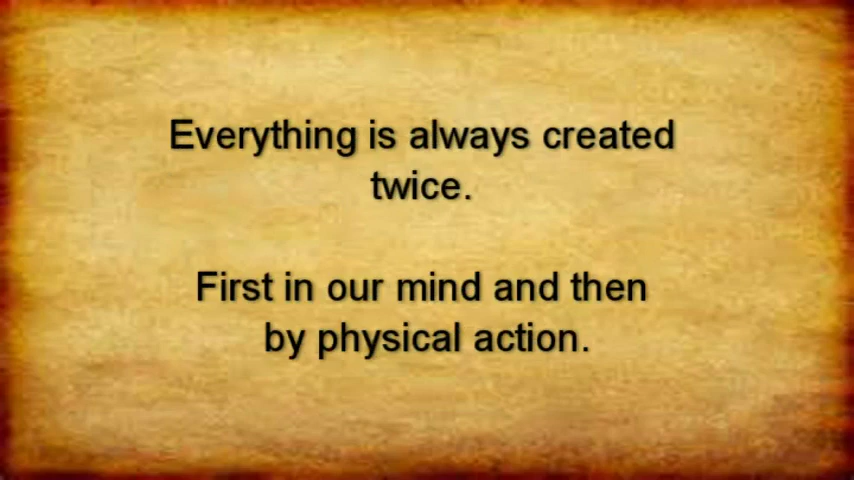 Everything is always created
twice.
First in our mind and then
by physical action.